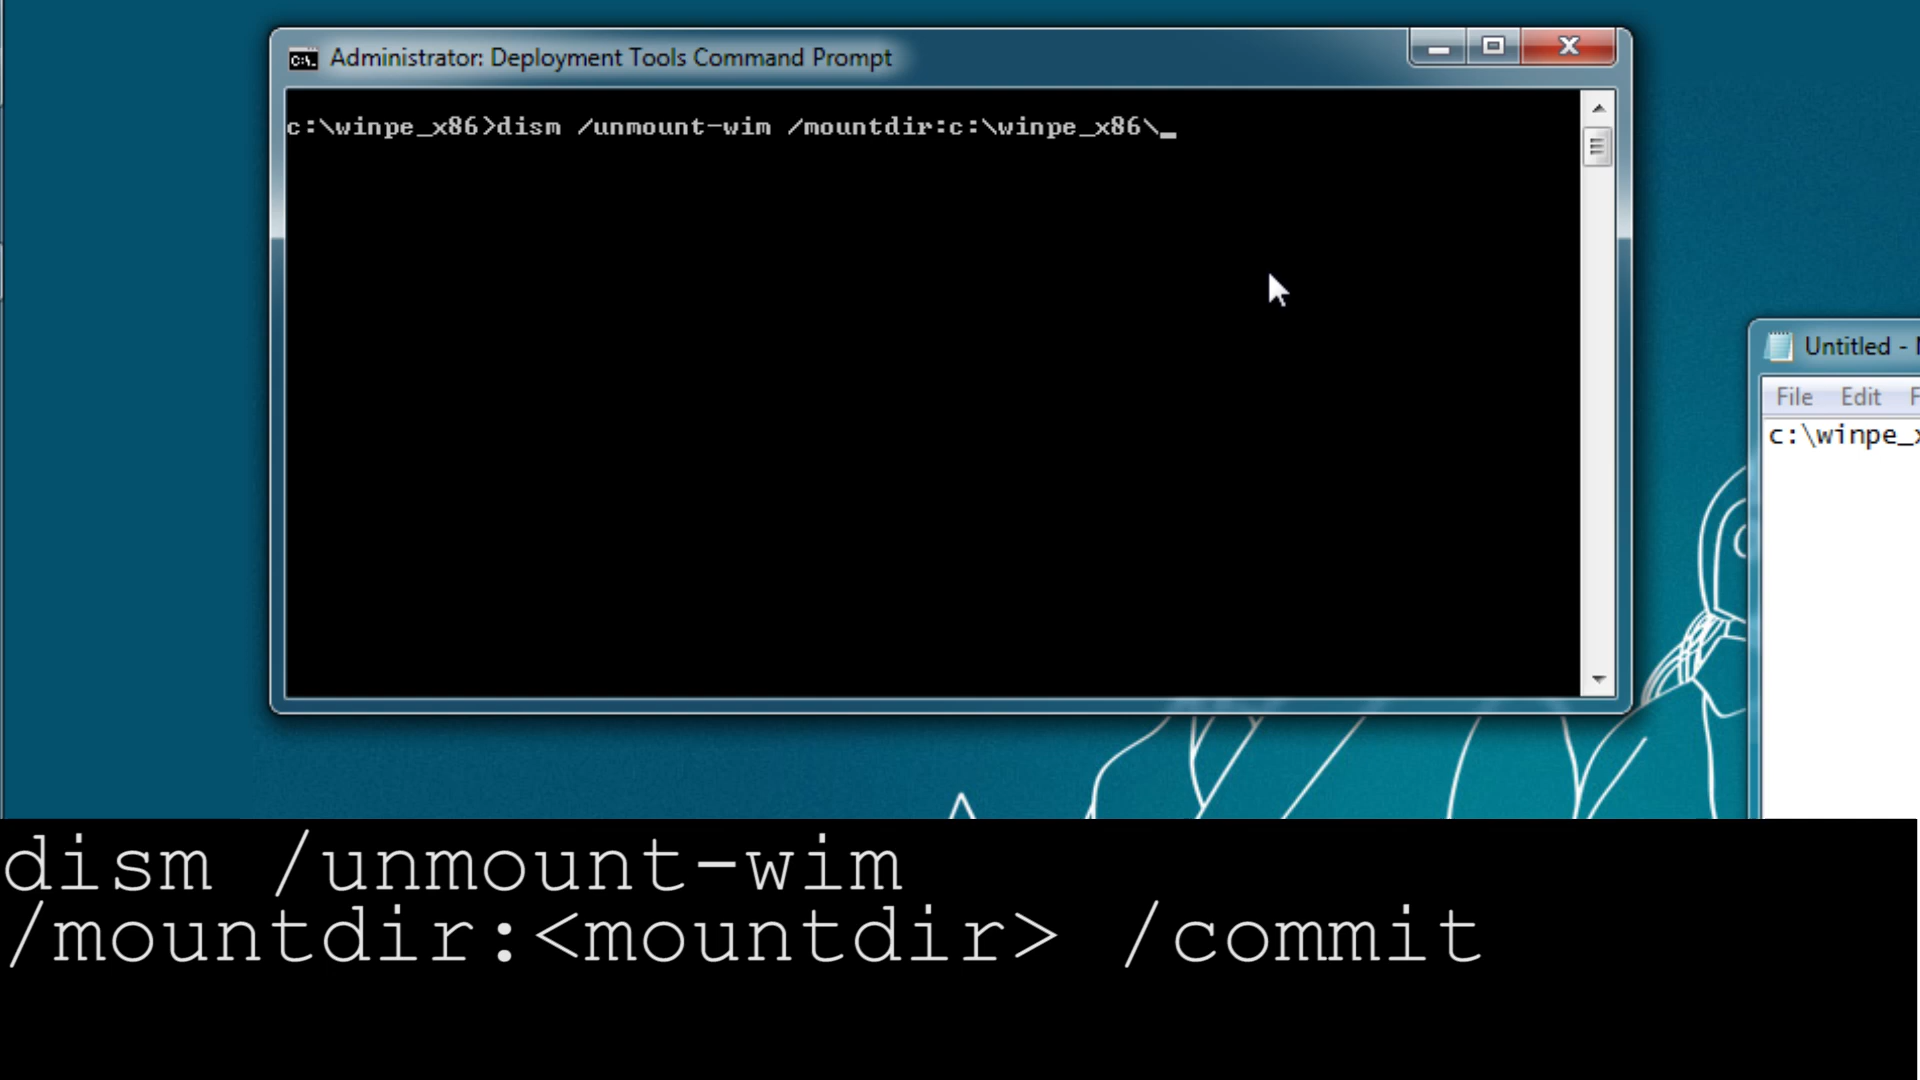 Administrator: Deployment Tools Command Prompt
c:\winpe_x86>dism /unmount-wim /mountdir:c:\winpe_x86\_
Untitled -
File Edit
c:\winpe_
dism /unmount-wim
/mountdir:<mountdir> /commit